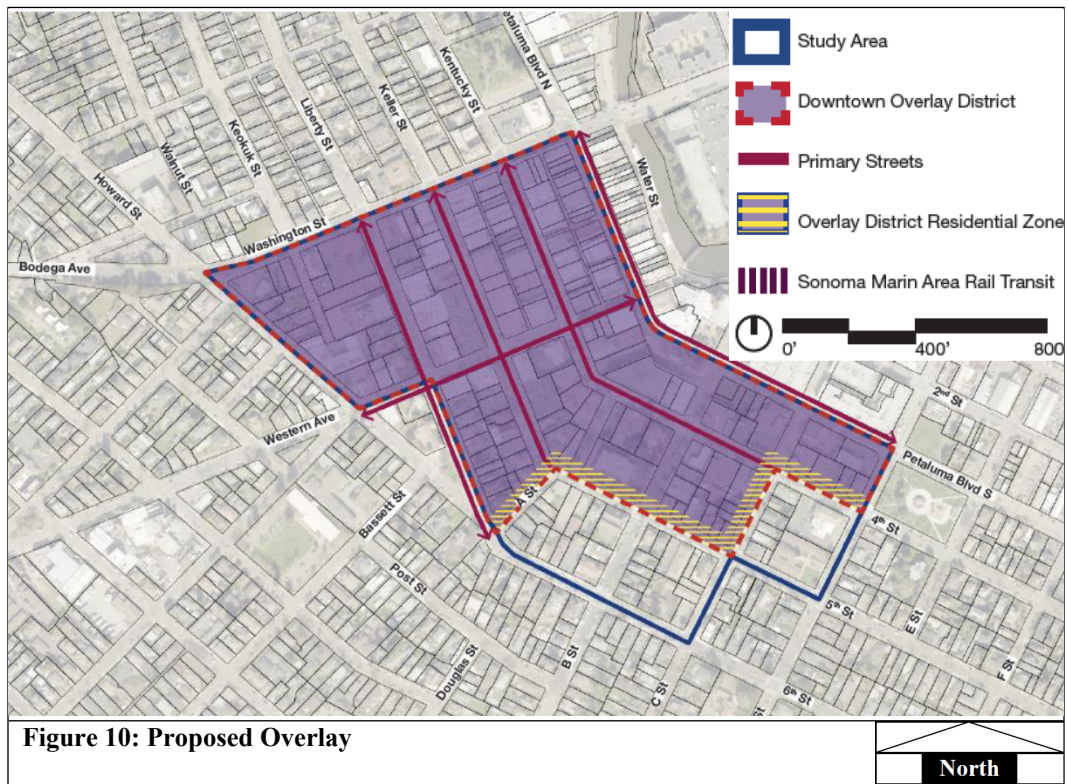 Petaluma Blvd N
Kentucky St
Keller St
Liberty St
Keokuk St
Walnut St
Howard St
Water St
Washington St
Bodega Ave
Western Ave
Bassett St
A St
Post St
Douglas St
B St
C St
2nd St
Petaluma Blvd S
4th St
5th St
E St
F St
6th St
St
Study Area
Downtown Overlay District
Primary Streets
Overlay District Residential Zone
Sonoma Marin Area Rail Transit
0' 400' 800
Figure 10: Proposed Overlay
North